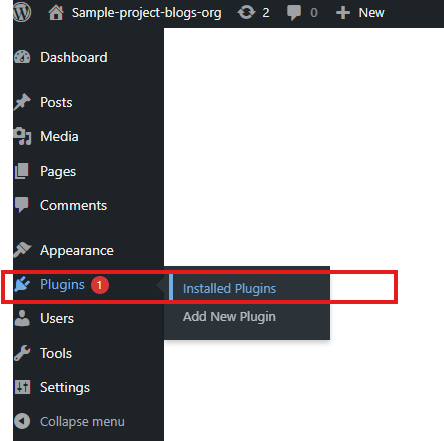 Sample-project-blogs-org 2 0 New
Dashboard
Posts
Media
Pages
Comments
Appearance
Plugins 1
Installed Plugins
Add New Plugin
Users
Tools
Settings
Collapse menu